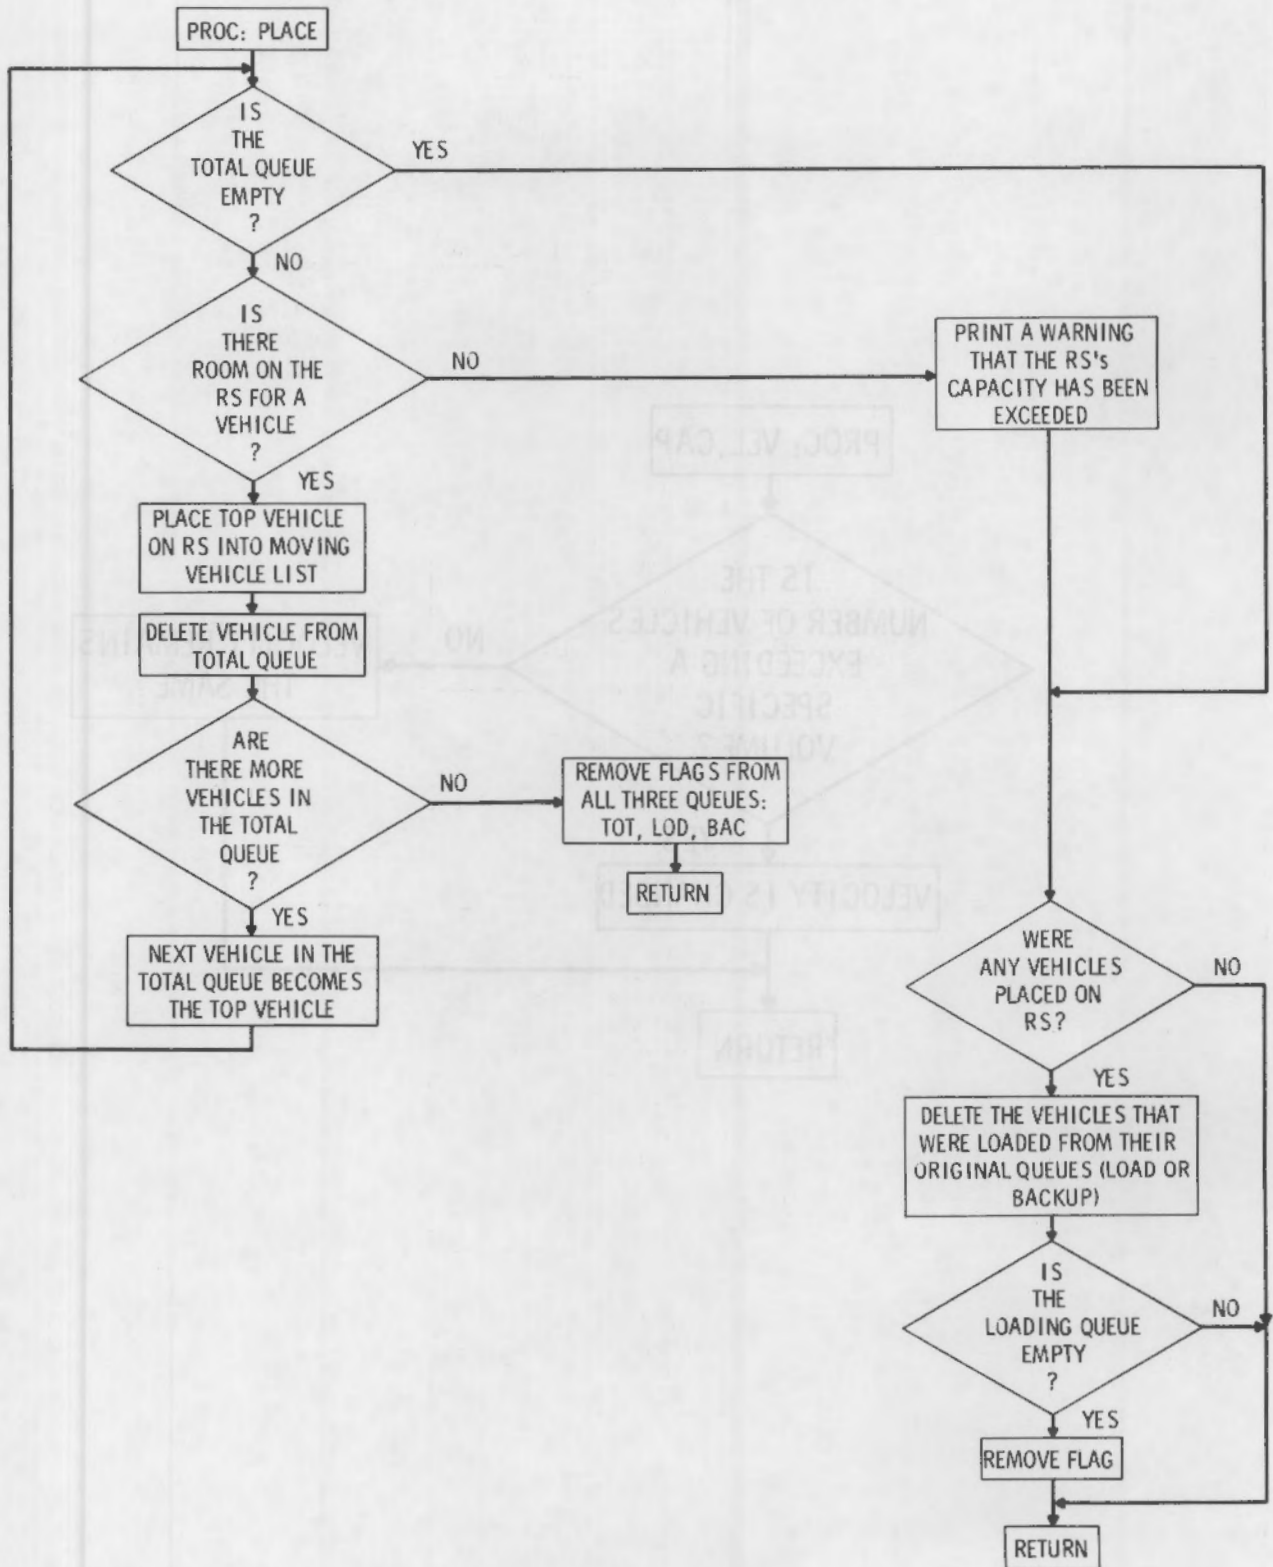 PROC: PLACE
IS
THE
TOTAL QUEUE
EMPTY
?
YES
NO
IS
THERE
ROOM ON THE
RS FOR A
VEHICLE
?
NO
YES
PRINT A WARNING
THAT THE RS's
CAPACITY HAS BEEN
EXCEEDED
PLACE TOP VEHICLE
ON RS INTO MOVING
VEHICLE LIST
DELETE VEHICLE FROM
TOTAL QUEUE
ARE
THERE MORE
VEHICLES IN
THE TOTAL
QUEUE
?
NO
YES
REMOVE FLAGS FROM
ALL THREE QUEUES:
TOT, LOD, BAC
RETURN
NEXT VEHICLE IN THE
TOTAL QUEUE BECOMES
THE TOP VEHICLE
WERE
ANY VEHICLES
PLACED ON
RS?
NO
YES
DELETE THE VEHICLES THAT
WERE LOADED FROM THEIR
ORIGINAL QUEUES (LOAD OR
BACKUP)
IS
THE
LOADING QUEUE
EMPTY
?
NO
YES
REMOVE FLAG
RETURN